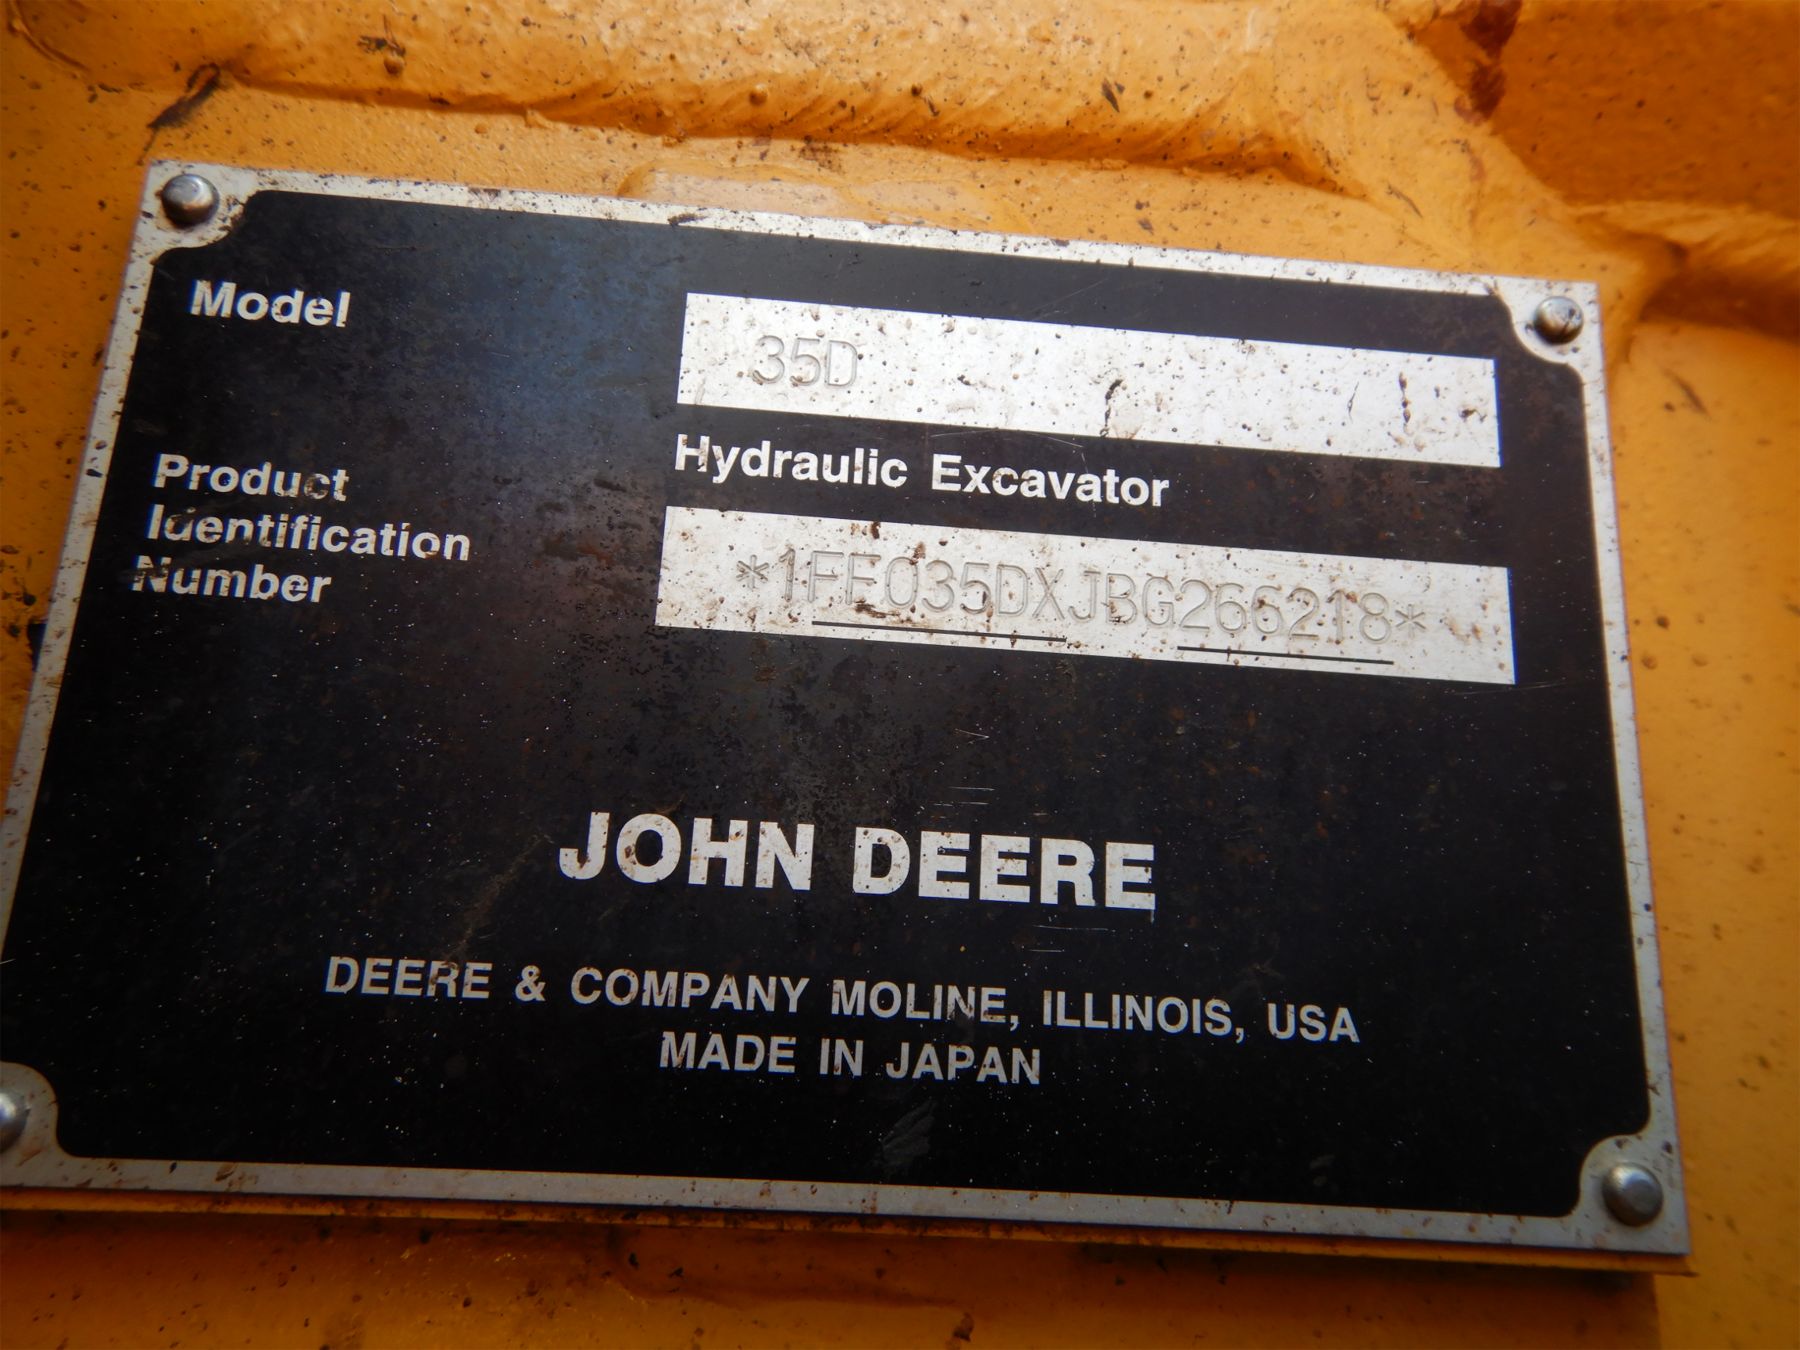 Model
35D
Hydraulic Excavator
Product
Identification
Number
*1FF035DXJBG266218*
JOHN DEERE
DEERE & COMPANY MOLINE, ILLINOIS, USA
MADE IN JAPAN